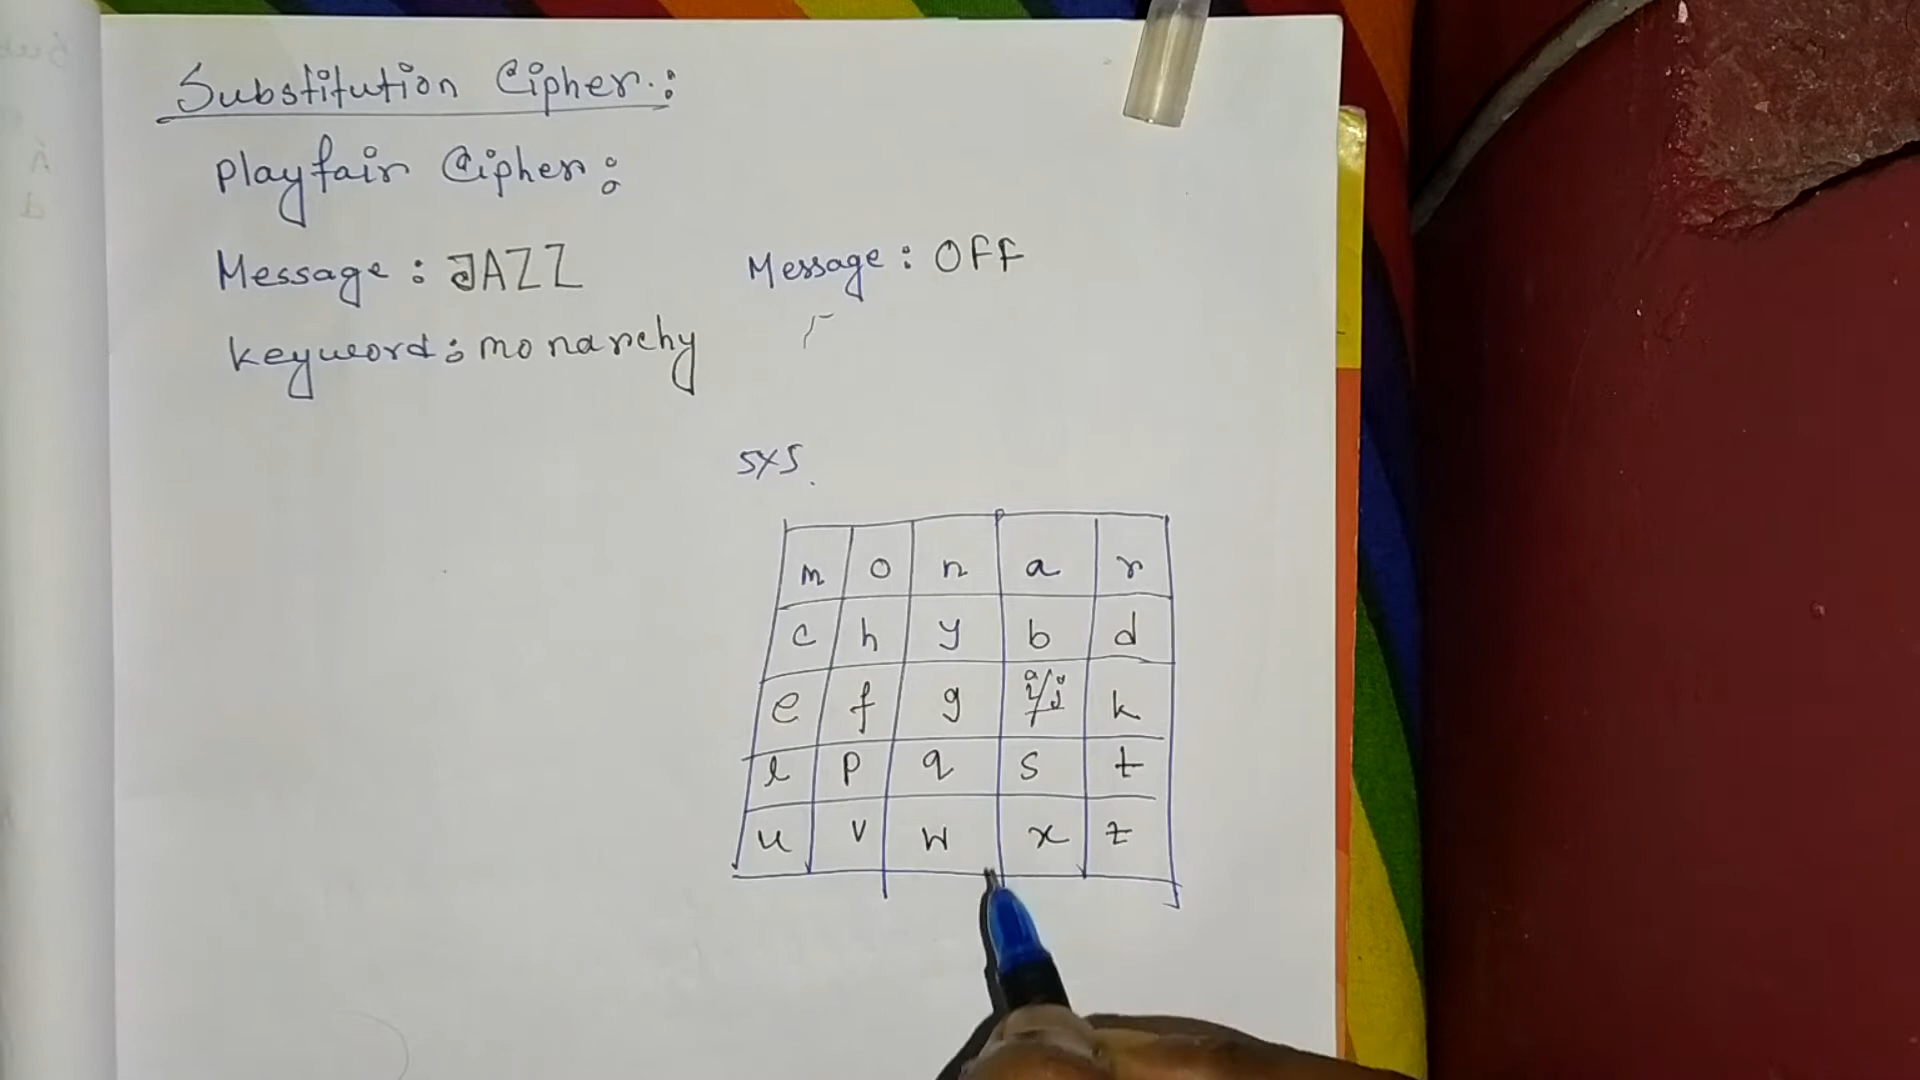 Substitution Cipher:
Playfair Cipher:
Message: JAZZ
Message: OFF
keyword: monarchy
5x5
m o n a r
c h y b d
e f g i/j k
l p q s t
u v w x z